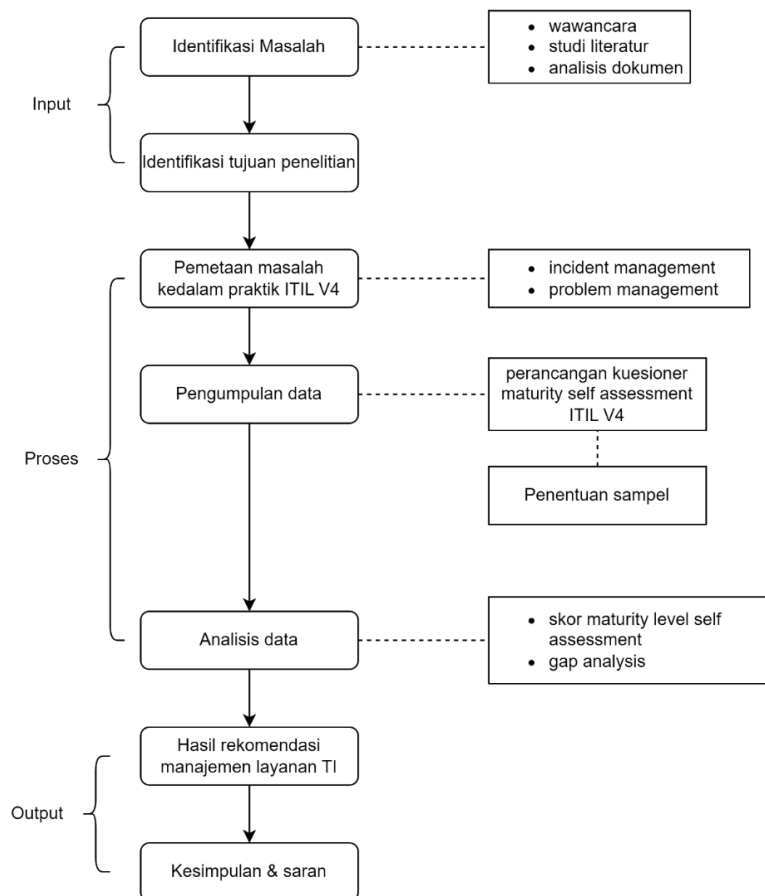 Identifikasi Masalah
• wawancara
• studi literatur
• analisis dokumen
Input
Identifikasi tujuan penelitian
Pemetaan masalah
kedalam praktik ITIL V4
• incident management
• problem management
Pengumpulan data
perancangan kuesioner
maturity self assessment
ITIL V4
Proses
Penentuan sampel
Analisis data
• skor maturity level self
assessment
• gap analysis
Hasil rekomendasi
manajemen layanan TI
Output
Kesimpulan & saran